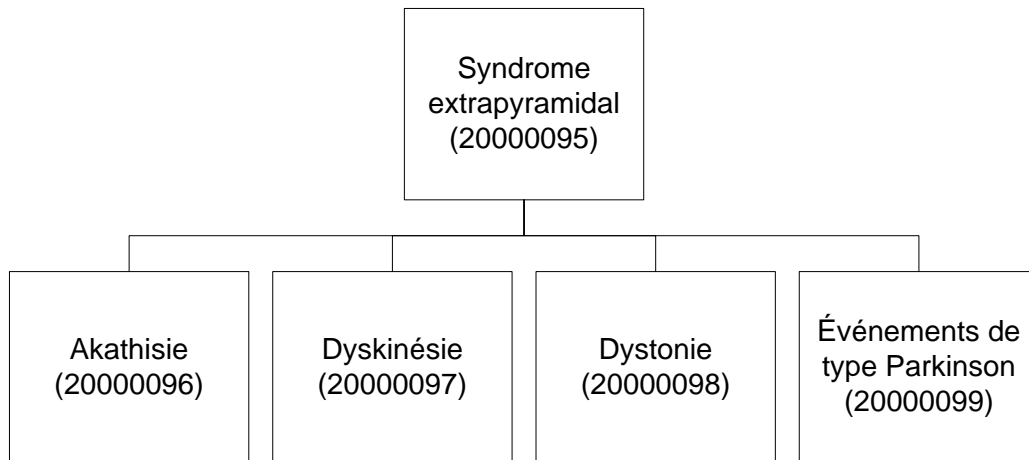 Syndrome
extrapyramidal
(20000095)
Akathisie
(20000096)
Dyskinésie
(20000097)
Dystonie
(20000098)
Événements de
type Parkinson
(20000099)